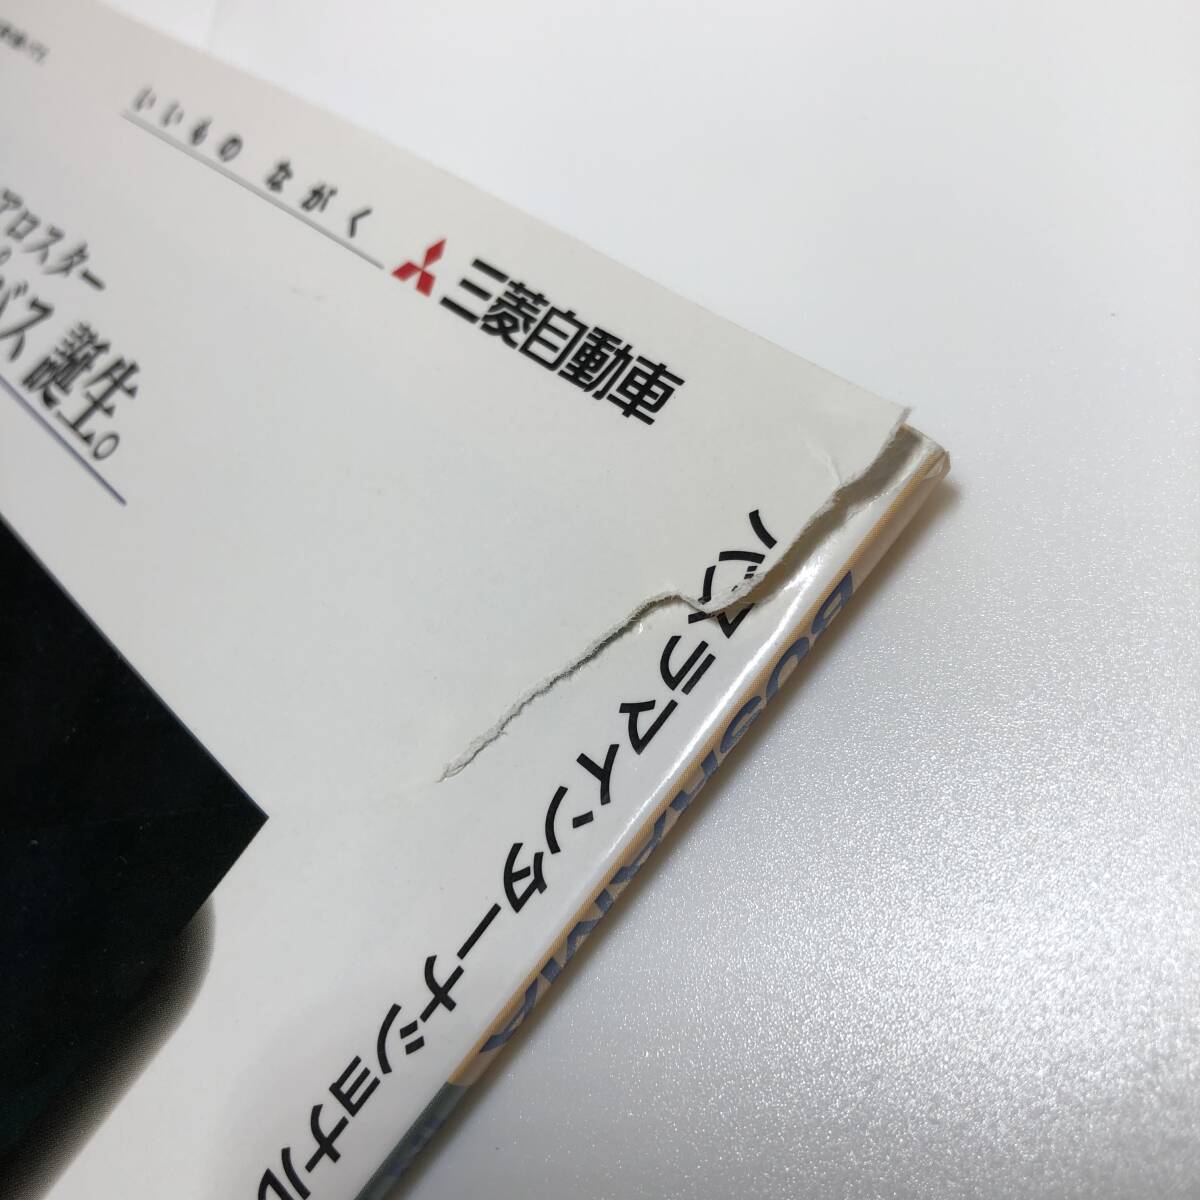 いいもの ながく
三菱自動車
アロスター
バス 誕生。
バスラマインターナショナル
BUSRAMA